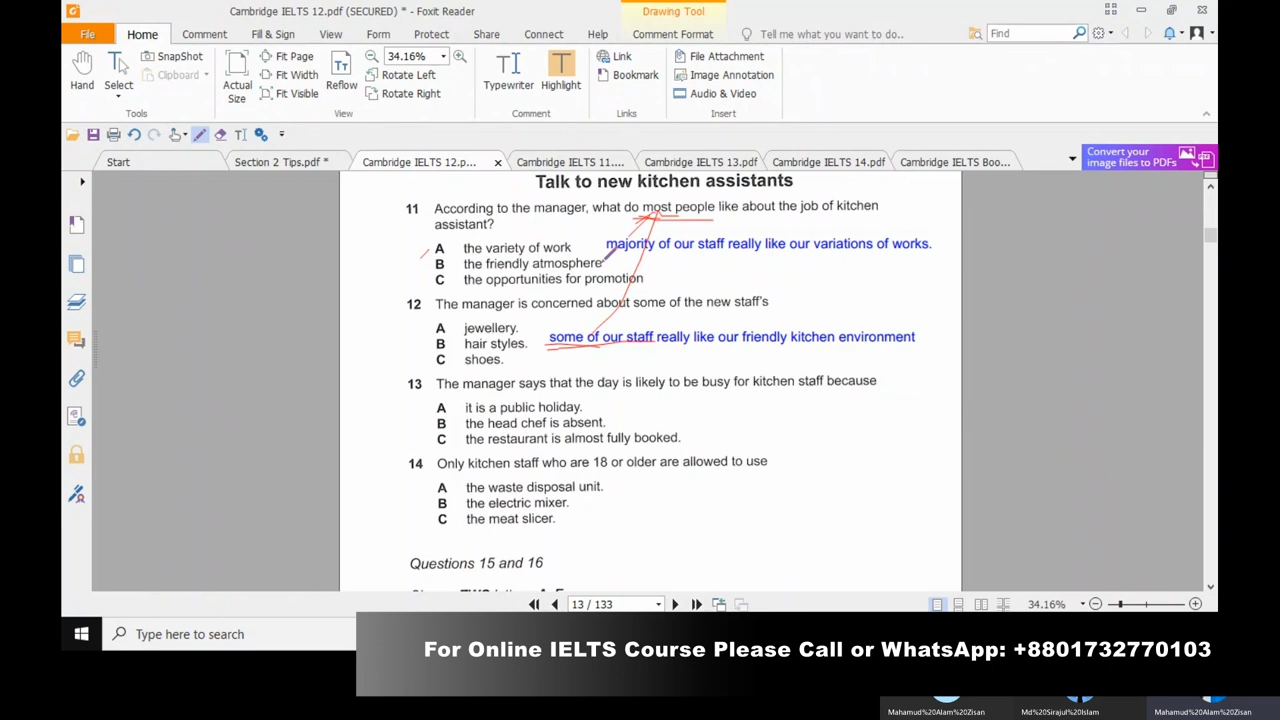 Cambridge IELTS 12.pdf (SECURED) * - Foxit Reader
Drawing Tool
File
Home
Comment
Fill & Sign
View
Form
Protect
Share
Connect
Help
Comment Format
Tell me what you want to do..
Find
Hand
Select
SnapShot
Clipboard
Actual Size
Fit Page
Fit Width
Fit Visible
Reflow
34.16%
Rotate Left
Rotate Right
Typewriter
Highlight
Link
Bookmark
File Attachment
Image Annotation
Audio & Video
Tools
View
Comment
Links
Insert
Start
Section 2 Tips.pdf *
Cambridge IELTS 12.p...
Cambridge IELTS 11....
Cambridge IELTS 13.pdf
Cambridge IELTS 14.pdf
Cambridge IELTS Boo...
Convert your
image files to PDFs
Talk to new kitchen assistants
11 According to the manager, what do most people like about the job of kitchen
assistant?
A the variety of work
majority of our staff really like our variations of works.
B the friendly atmosphere
C the opportunities for promotion
12 The manager is concerned about some of the new staff's
A jewellery.
some of our staff really like our friendly kitchen environment
B hair styles.
C shoes.
13 The manager says that the day is likely to be busy for kitchen staff because
A it is a public holiday.
B the head chef is absent.
C the restaurant is almost fully booked.
14 Only kitchen staff who are 18 or older are allowed to use
A the waste disposal unit.
B the electric mixer.
C the meat slicer.
Questions 15 and 16
13 / 133
34.16%
Type here to search
For Online IELTS Course Please Call or WhatsApp: +8801732770103
Mahamud%20Alam%20Zisan
Md%20Sirajul%20Islam
Mahamud%20Alam%20Zisan